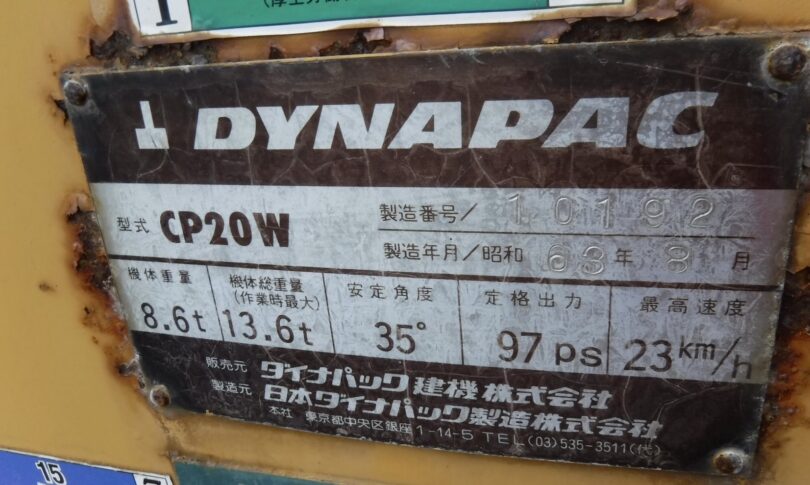 1
DYNAPAC
型式 CP20W
製造番号/ 10192
製造年月/昭和 63年 8月
機体重量 8.6t
機体総重量
(作業時最大)
13.6t
安定角度 35°
定格出力 97ps
最高速度 23km/h
販売元 ダイナパック建機株式会社
製造元 日本ダイナパック製造株式会社
本社 東京都中央区銀座1-14-5 TEL(03)535-3511(代)
15